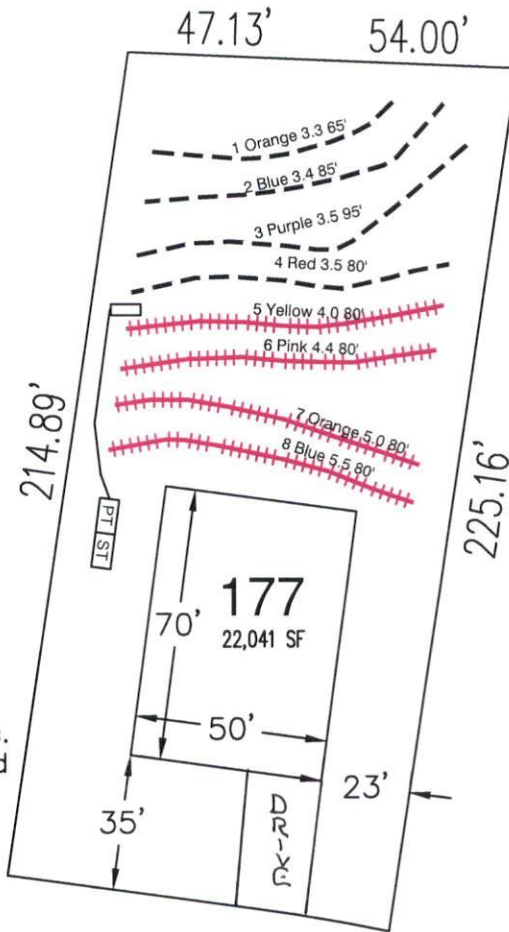 47.13' 54.00'
1 Orange 3.3 65'
2 Blue 3.4 85'
3 Purple 3.5 95'
4 Red 3.5 80'
5 Yellow 4.0 80'
6 Pink 4.4 80'
7 Orange 5.0 80'
8 Blue 5.5 80'
214.89'
225.16'
PT ST
177
22,041 SF
70'
50'
23'
35'
DRIVE